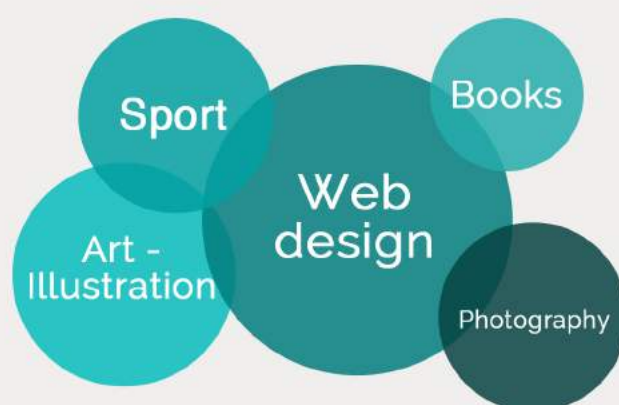 Sport
Books
Web
design
Art -
Illustration
Photography